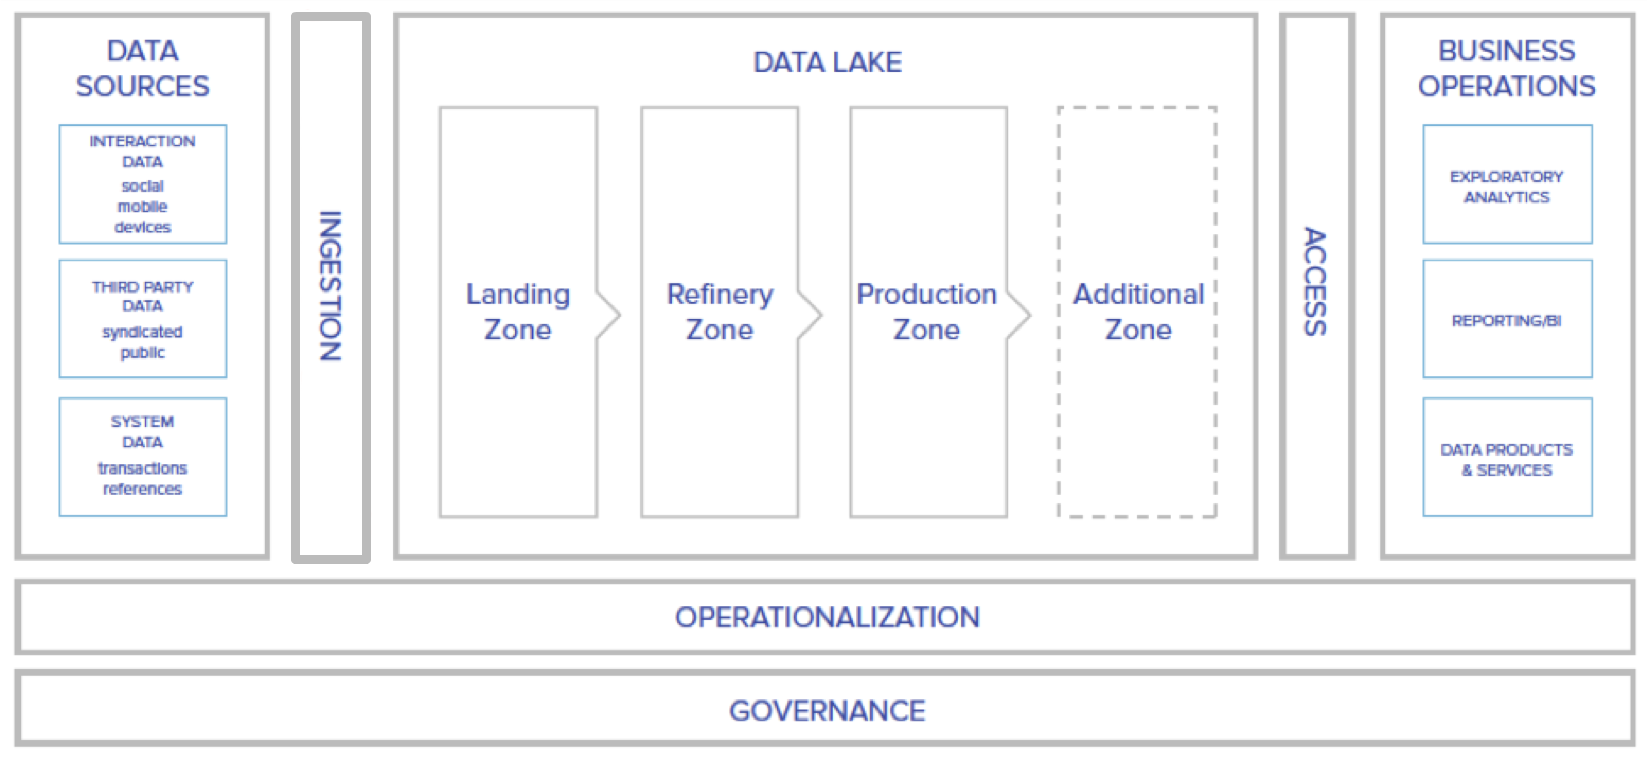 DATA
SOURCES
INTERACTION
DATA
social
mobile
devices
THIRD PARTY
DATA
syndicated
public
SYSTEM
DATA
transactions
references
INGESTION
DATA LAKE
Landing
Zone
Refinery
Zone
Production
Zone
Additional
Zone
ACCESS
BUSINESS
OPERATIONS
EXPLORATORY
ANALYTICS
REPORTING/BI
DATA PRODUCTS
& SERVICES
OPERATIONALIZATION
GOVERNANCE